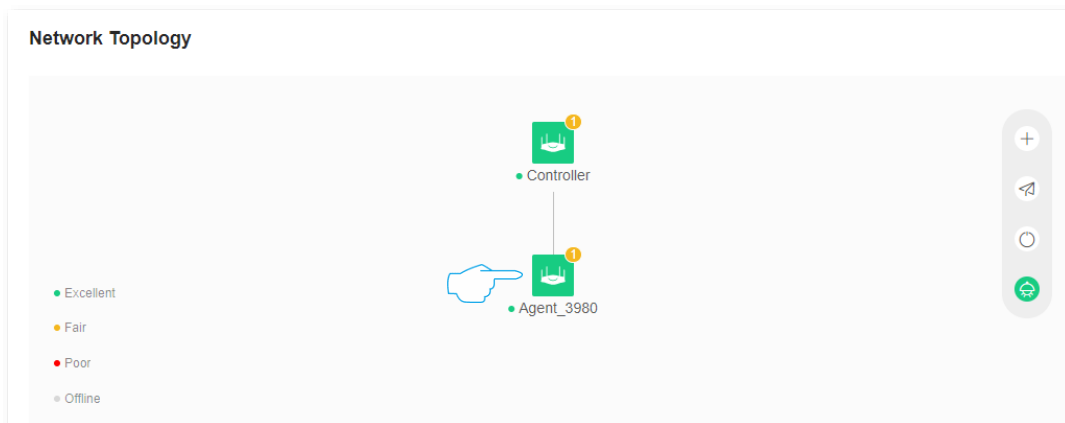 Network Topology
1
Controller
1
Agent_3980
Excellent
Fair
Poor
Offline